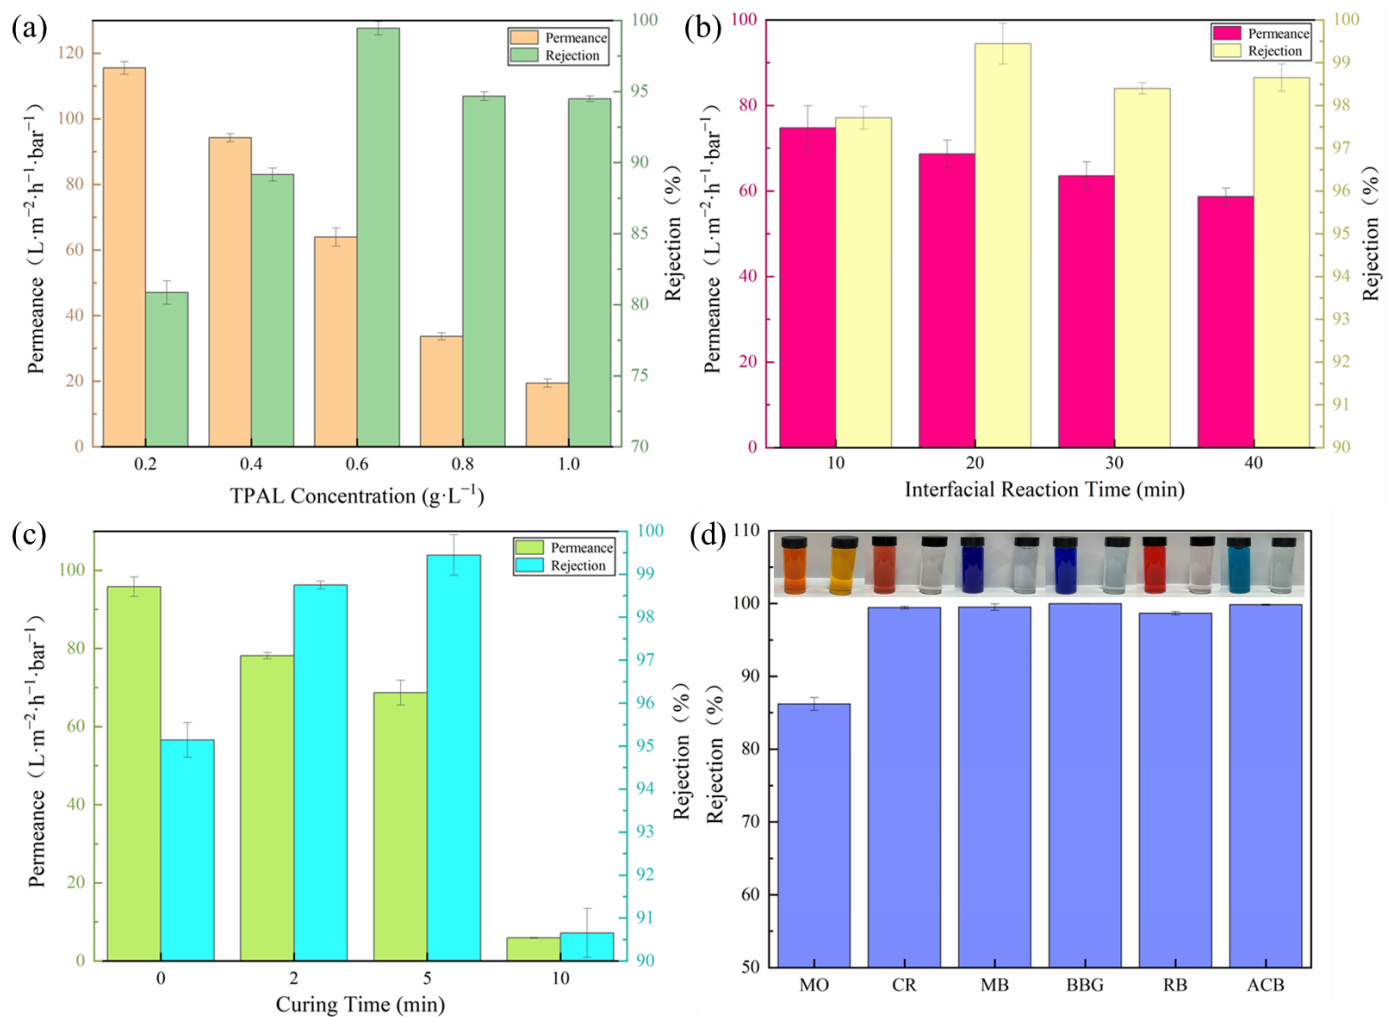 (a)
Permeance
Rejection
120
100
80
60
40
20
0
100
95
90
85
80
75
70
0.2 0.4 0.6 0.8 1.0
Permeance（L·m⁻²·h⁻¹·bar⁻¹）
Rejection（%）
TPAL Concentration (g·L⁻¹)
(b)
Permeance
Rejection
100
80
60
40
20
0
100
99
98
97
96
95
94
93
92
91
90
10 20 30 40
Permeance（L·m⁻²·h⁻¹·bar⁻¹）
Rejection（%）
Interfacial Reaction Time (min)
(c)
Permeance
Rejection
100
80
60
40
20
0
100
99
98
97
96
95
94
93
92
91
90
0 2 5 10
Permeance（L·m⁻²·h⁻¹·bar⁻¹）
Rejection（%）
Curing Time (min)
(d)
110
100
90
80
70
60
50
Rejection（%）
MO CR MB BBG RB ACB